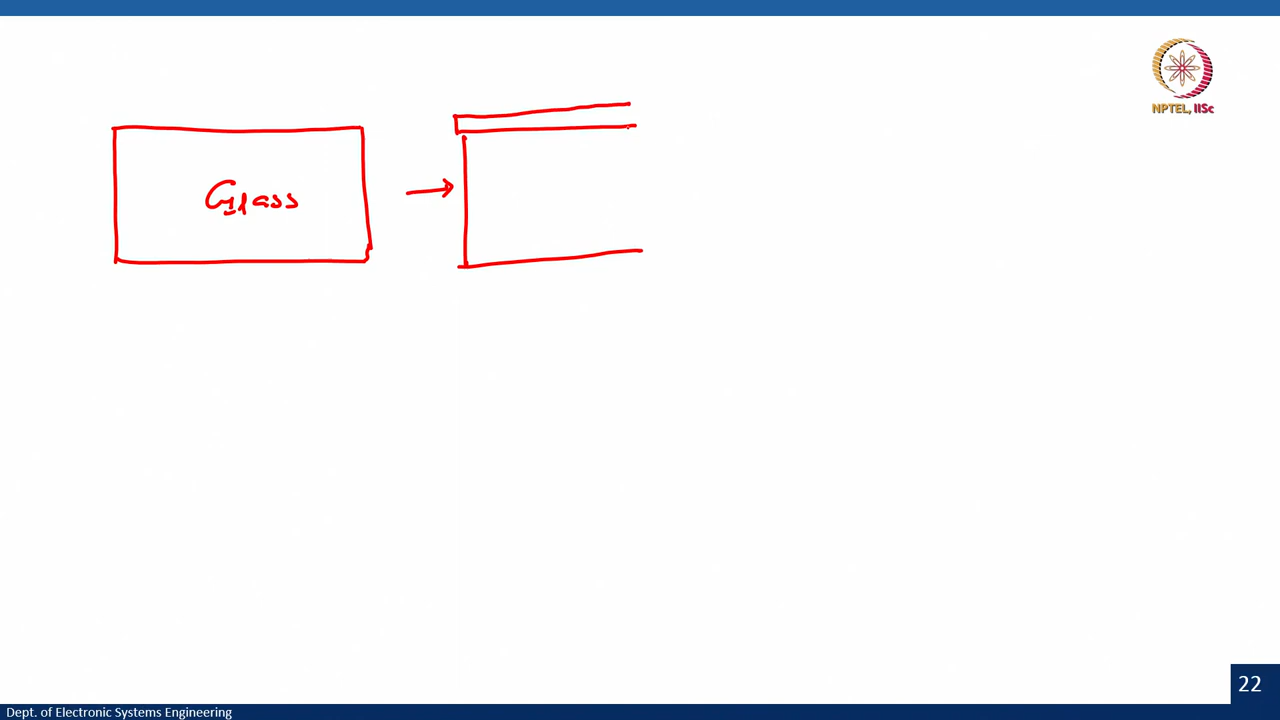 NPTEL, IISc
Glass
22
Dept. of Electronic Systems Engineering